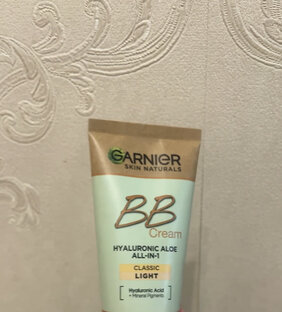 GARNIER
SKIN NATURALS
BB
Cream
HYALURONIC ALOE
ALL-IN-1
CLASSIC
LIGHT
Hyaluronic Acid
+ Mineral Pigments